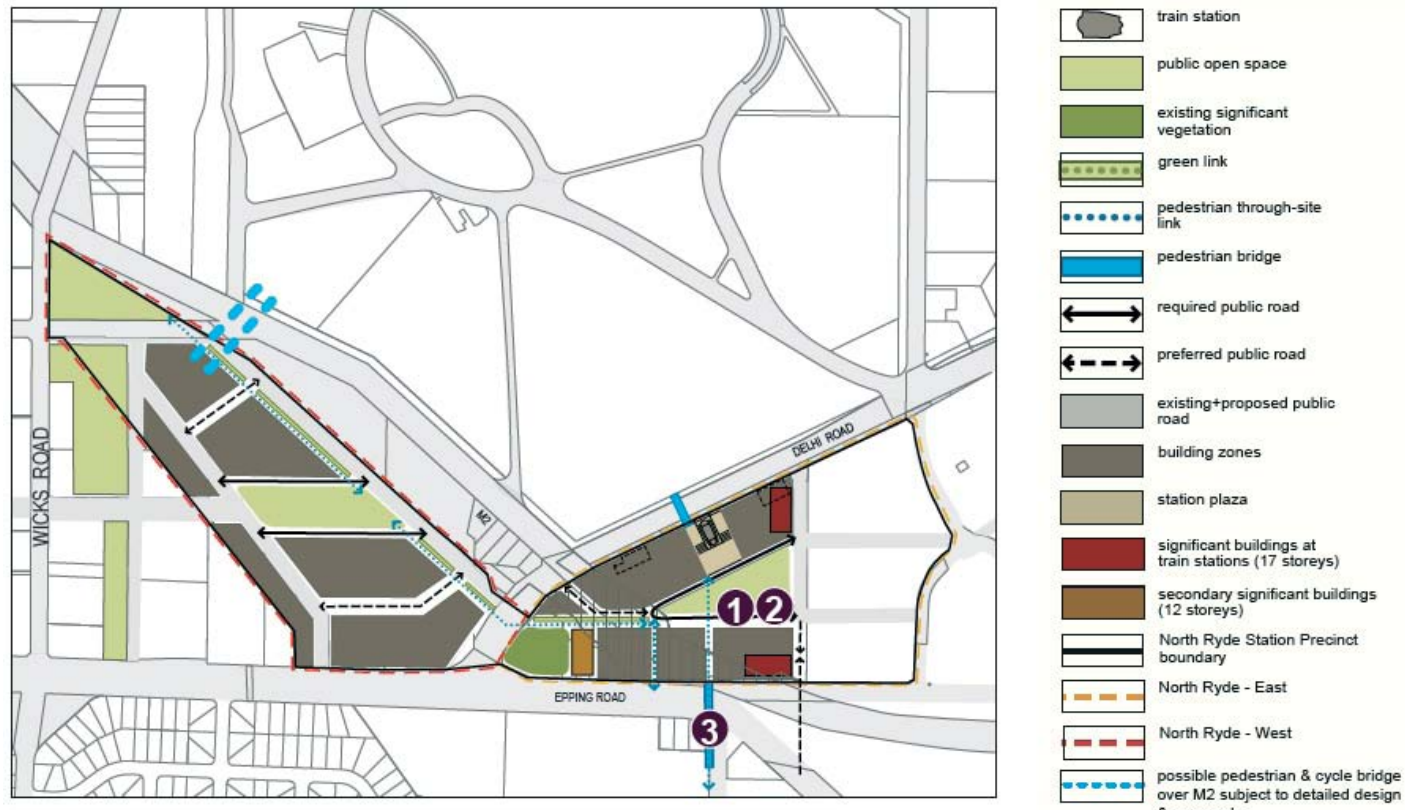 WICKS ROAD
M2
DELHI ROAD
1 2
EPPING ROAD
3
train station
public open space
existing significant
vegetation
green link
pedestrian through-site
link
pedestrian bridge
required public road
preferred public road
existing+proposed public
road
building zones
station plaza
significant buildings at
train stations (17 storeys)
secondary significant buildings
(12 storeys)
North Ryde Station Precinct
boundary
North Ryde - East
North Ryde - West
possible pedestrian & cycle bridge
over M2 subject to detailed design